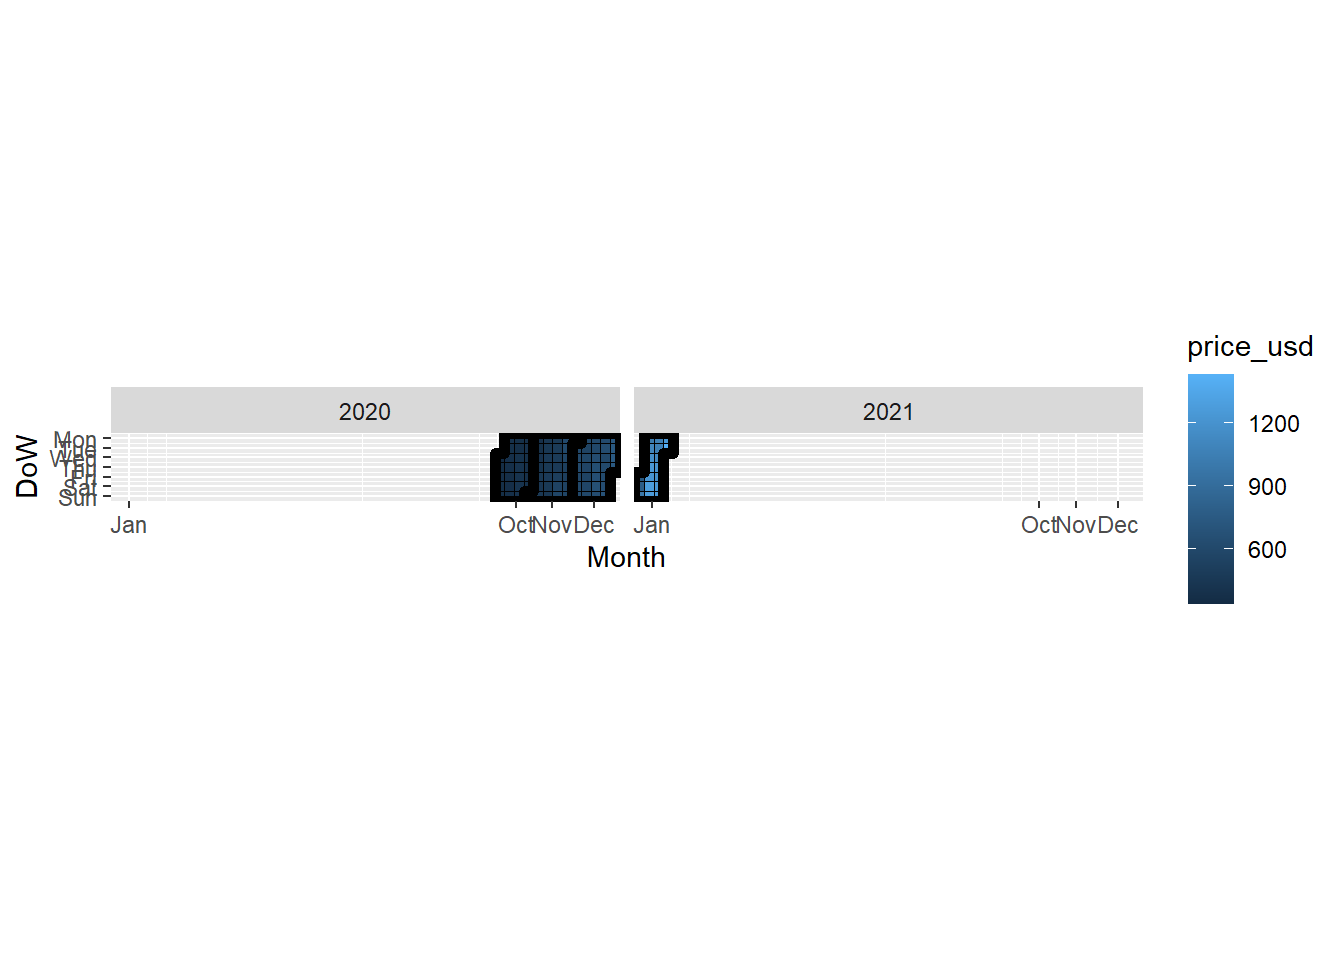 price_usd
2020 2021
1200
900
600
DoW
Mon
Tue
Wed
Thu
Fri
Sat
Sun
Jan Oct Nov Dec Jan Oct Nov Dec
Month